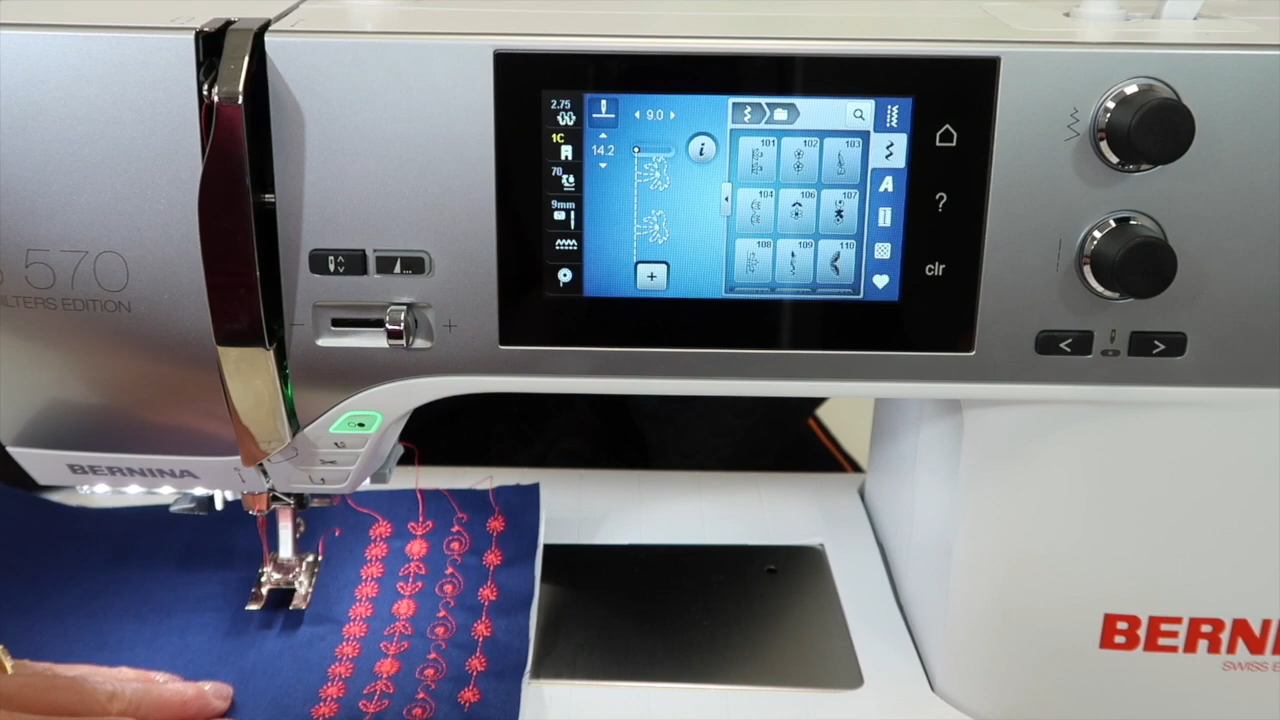 570
QUILTERS EDITION
BERNINA
2.75
1C
70
9mm
9.0
14.2
i
+
101 102 103
104 106 107
108 109 110
A
?
clr
- +
< >
BERNI
SWISS